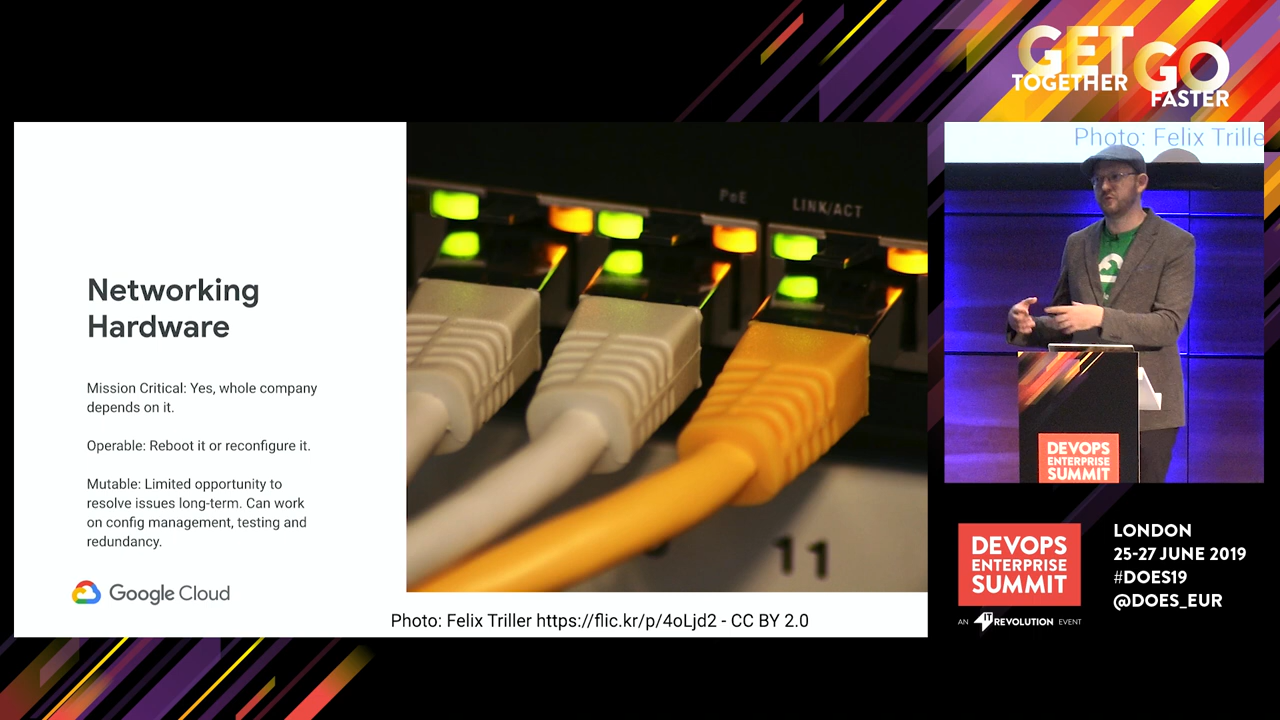 GET
TOGETHER
GO
FASTER
Networking
Hardware
Mission Critical: Yes, whole company
depends on it.
Operable: Reboot it or reconfigure it.
Mutable: Limited opportunity to
resolve issues long-term. Can work
on config management, testing and
redundancy.
Google Cloud
PoE
LINK/ACT
11
Photo: Felix Triller https://flic.kr/p/4oLjd2 - CC BY 2.0
Photo: Felix Trille
DEVOPS
ENTERPRISE
SUMMIT
DEVOPS
ENTERPRISE
SUMMIT
AN IT REVOLUTION EVENT
LONDON
25-27 JUNE 2019
#DOES19
@DOES_EUR